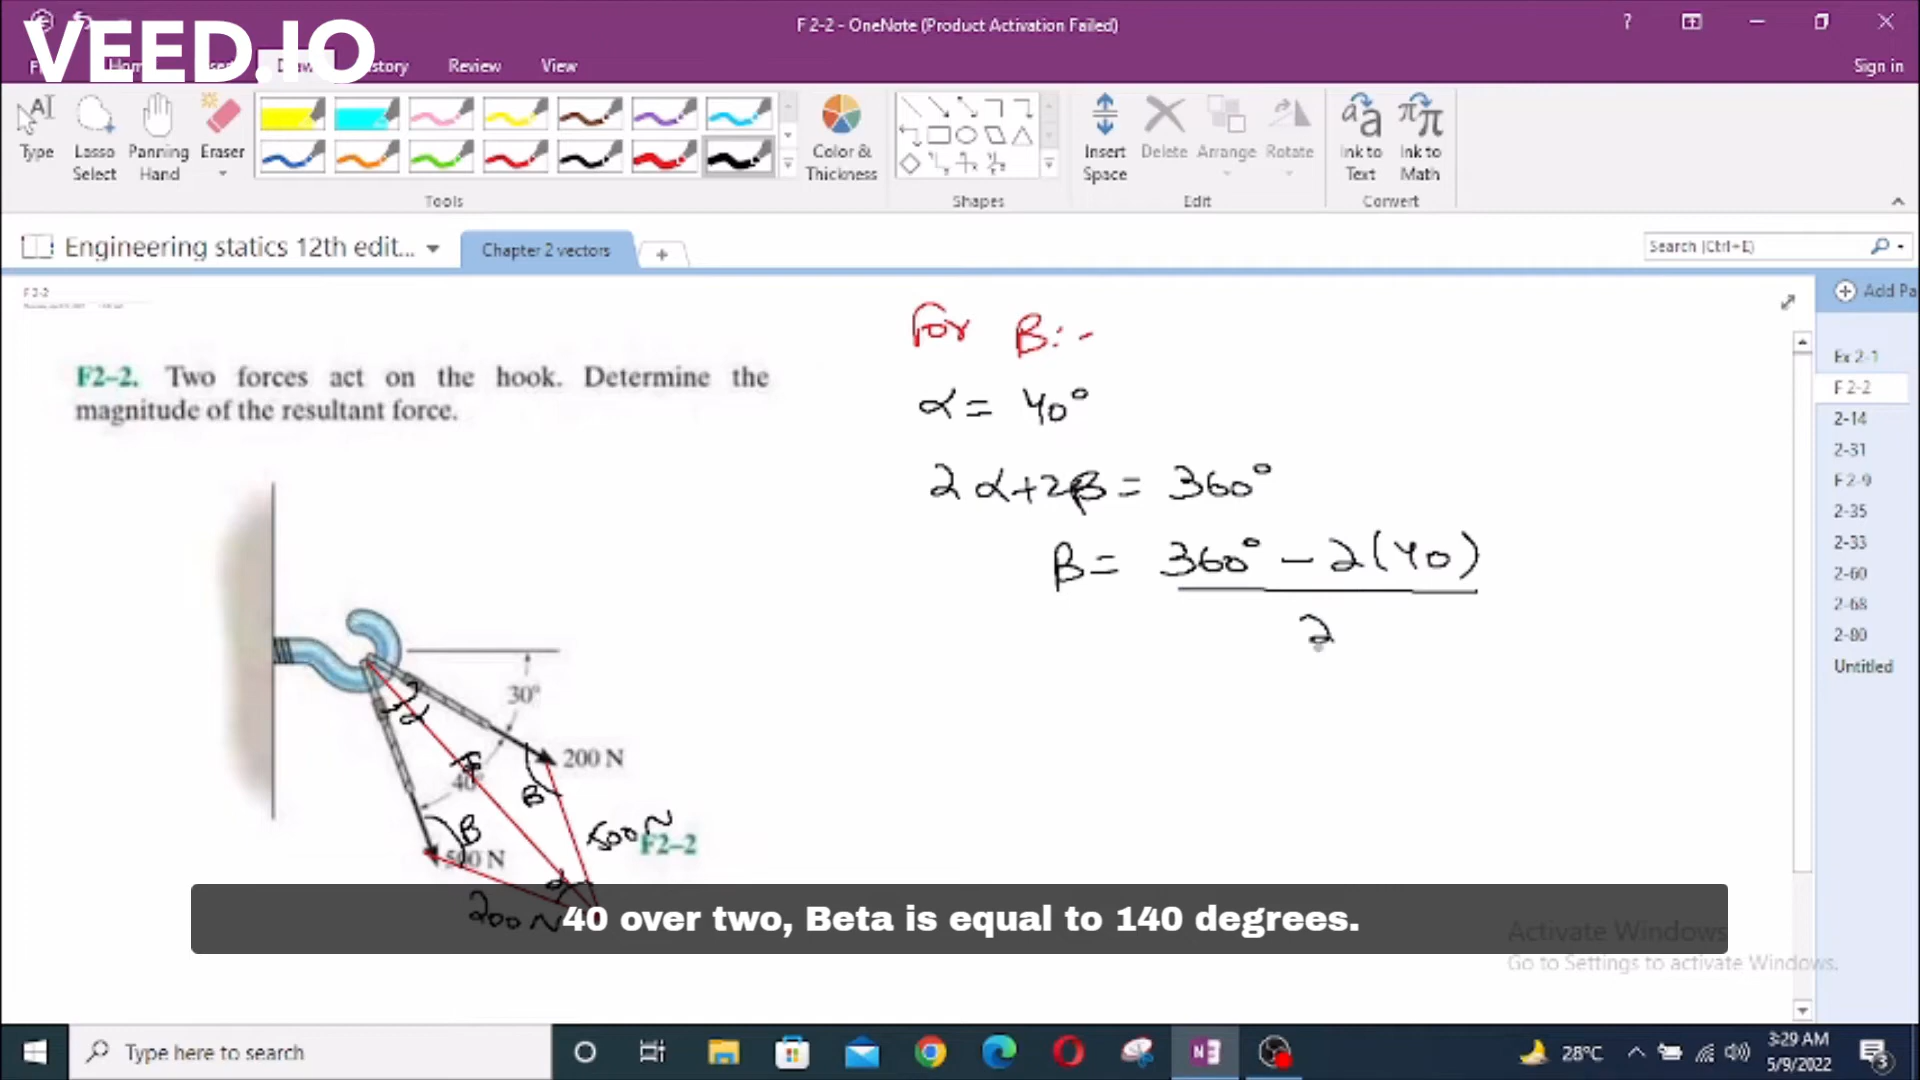 F 2-2 - OneNote (Product Activation Failed)
VEED.IO
Review
View
Sign in
Type
Lasso Select
Panning Hand
Eraser
Color & Thickness
Insert Space
Delete
Arrange
Rotate
Ink to Text
Ink to Math
Tools
Shapes
Edit
Convert
Engineering statics 12th edit...
Chapter 2 vectors
Search (Ctrl+E)
F 2-2
Add Pa
Ex 2-1
F 2-2
2-14
2-31
F 2-9
2-35
2-33
2-60
2-68
2-80
Untitled
F2–2. Two forces act on the hook. Determine the
magnitude of the resultant force.
30°
200 N
40°
500 N
F2–2
α
F
B
B
500 N
α
200 N
For B:-
α = 40°
2α+2β = 360°
B = 360° - 2(40)
2
40 over two, Beta is equal to 140 degrees.
Activate Windows
Go to Settings to activate Windows.
Type here to search
28°C
3:29 AM
5/9/2022
3